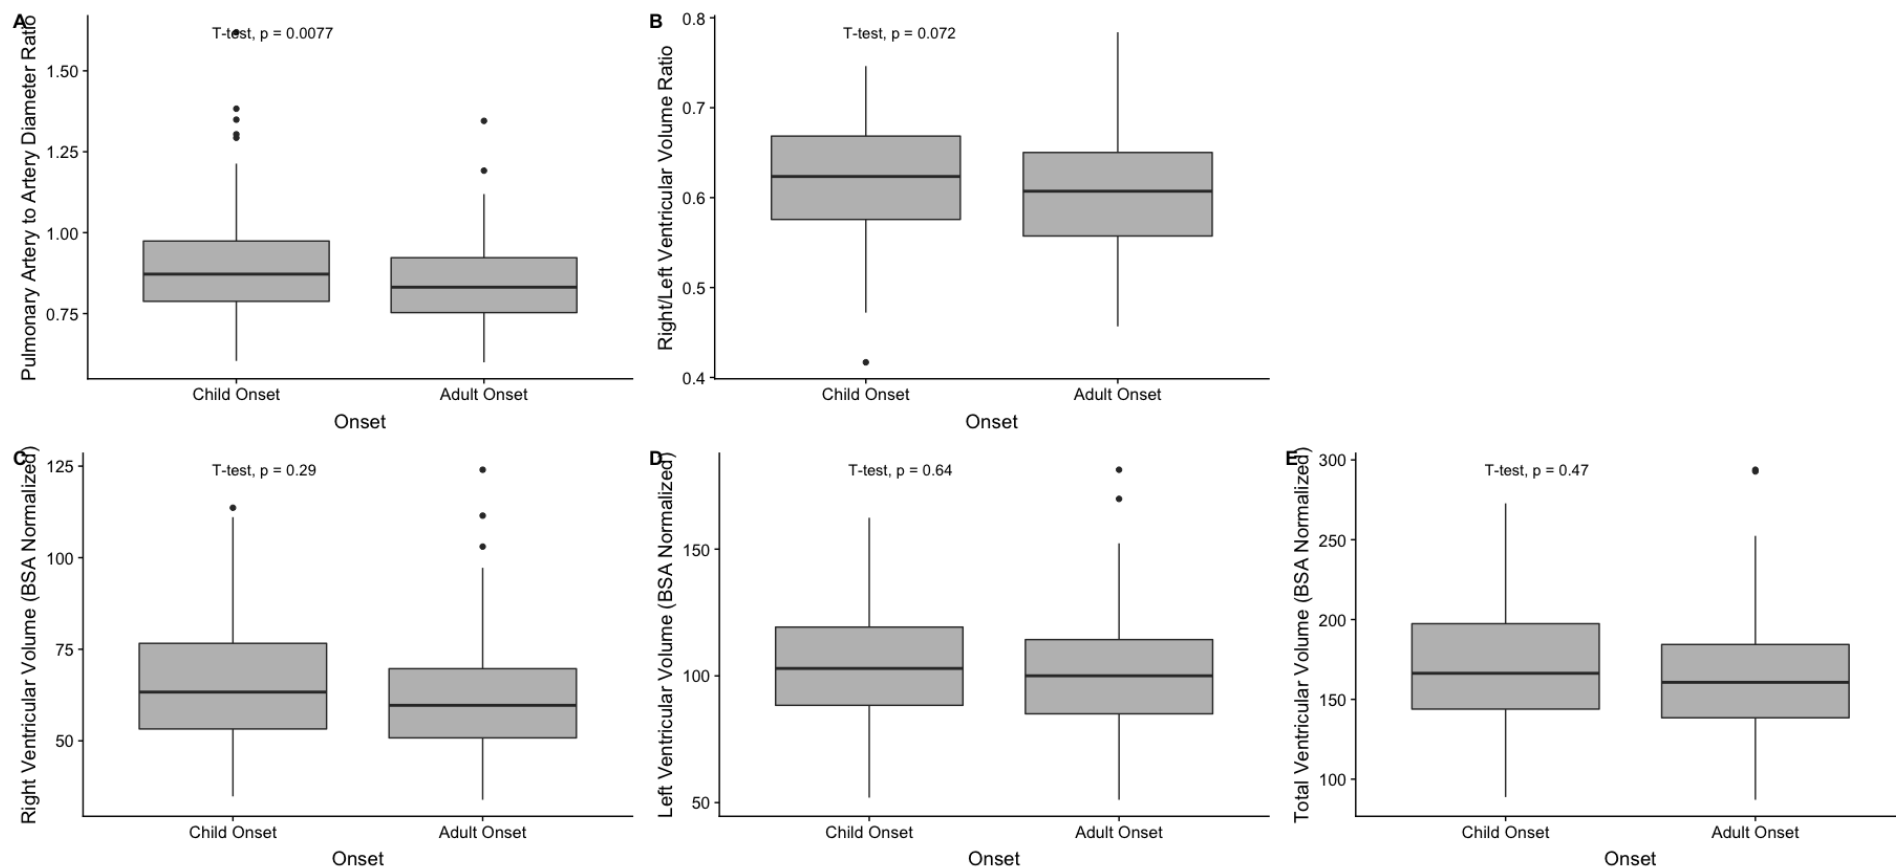 A
Pulmonary Artery to Artery Diameter Ratio
T-test, p = 0.0077
1.50
1.25
1.00
0.75
Child Onset
Adult Onset
Onset
B
Right/Left Ventricular Volume Ratio
T-test, p = 0.072
0.8
0.7
0.6
0.5
0.4
Child Onset
Adult Onset
Onset
C
Right Ventricular Volume (BSA Normalized)
T-test, p = 0.29
125
100
75
50
Child Onset
Adult Onset
Onset
D
Left Ventricular Volume (BSA Normalized)
T-test, p = 0.64
150
100
50
Child Onset
Adult Onset
Onset
E
Total Ventricular Volume (BSA Normalized)
T-test, p = 0.47
300
250
200
150
100
Child Onset
Adult Onset
Onset